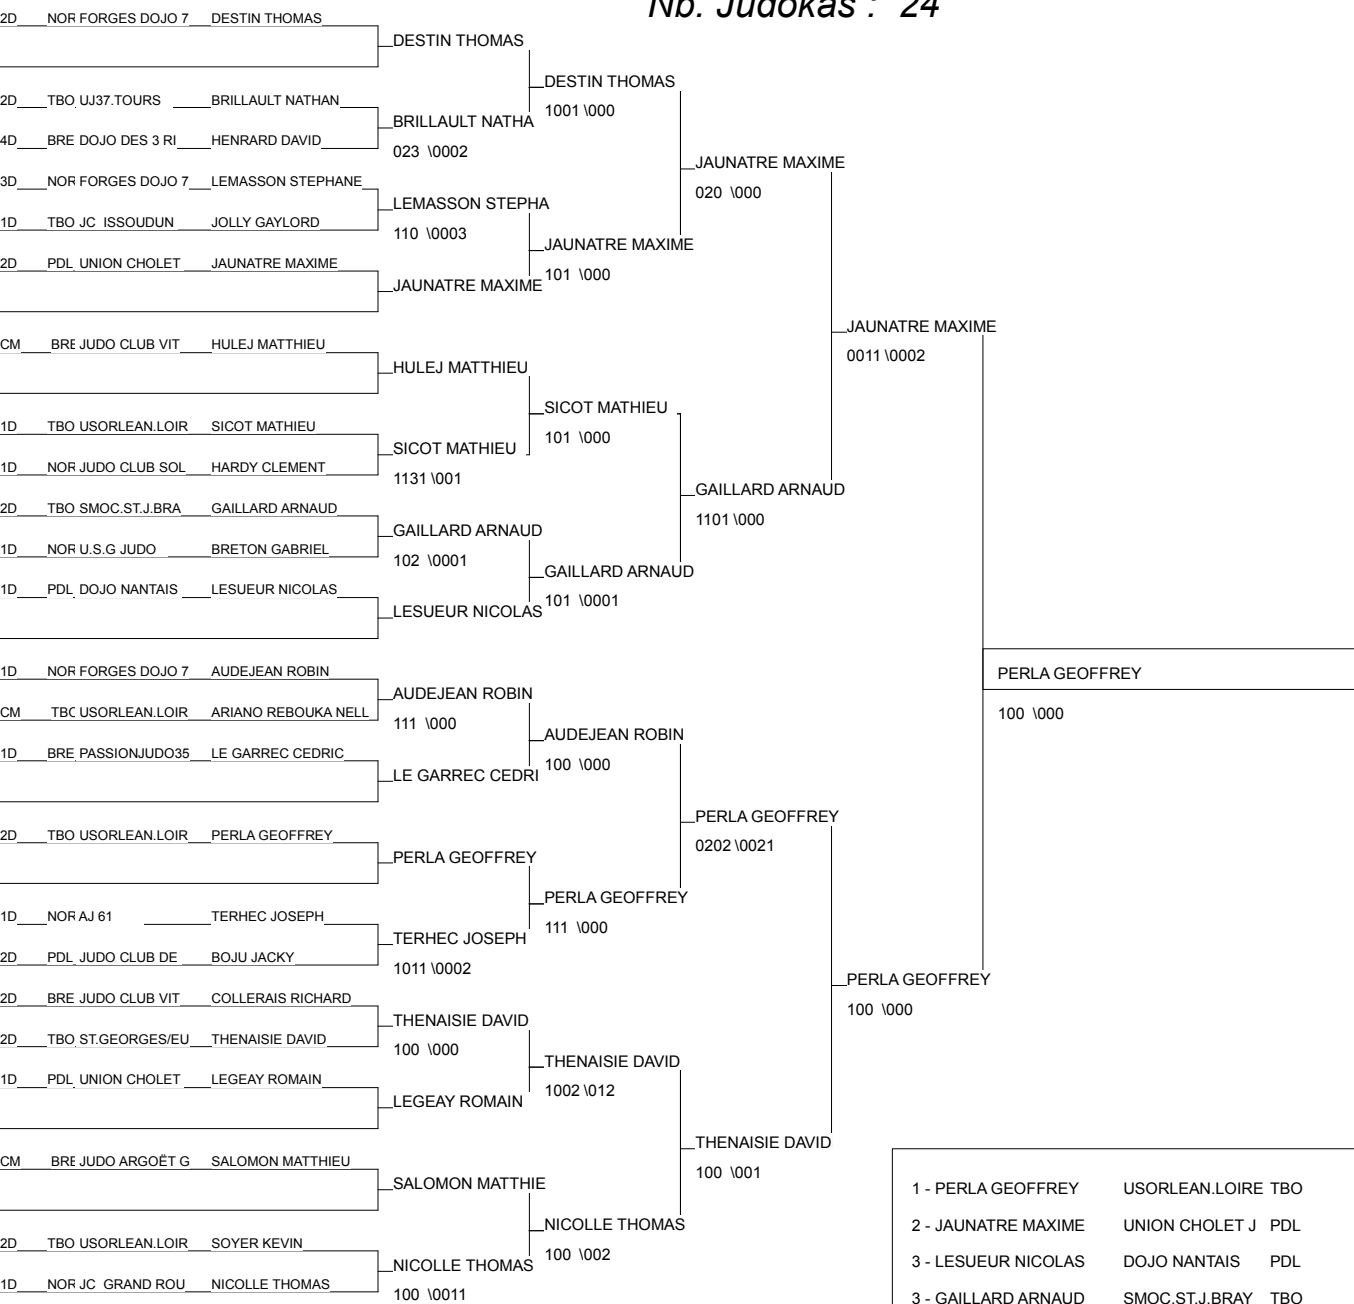 Nb. Judokas : 24
2D NOR FORGES DOJO 7 DESTIN THOMAS
DESTIN THOMAS
DESTIN THOMAS
1001 \000
2D TBO UJ37.TOURS BRILLAULT NATHAN
BRILLAULT NATHA
4D BRE DOJO DES 3 RI HENRARD DAVID
023 \0002
JAUNATRE MAXIME
020 \000
3D NOR FORGES DOJO 7 LEMASSON STEPHANE
LEMASSON STEPHA
1D TBO JC ISSOUDUN JOLLY GAYLORD
110 \0003
JAUNATRE MAXIME
101 \000
2D PDL UNION CHOLET JAUNATRE MAXIME
JAUNATRE MAXIME
JAUNATRE MAXIME
0011 \0002
CM BRE JUDO CLUB VIT HULEJ MATTHIEU
HULEJ MATTHIEU
SICOT MATHIEU
101 \000
1D TBO USORLEAN.LOIR SICOT MATHIEU
SICOT MATHIEU
1D NOR JUDO CLUB SOL HARDY CLEMENT
1131 \001
GAILLARD ARNAUD
1101 \000
2D TBO SMOC.ST.J.BRA GAILLARD ARNAUD
GAILLARD ARNAUD
1D NOR U.S.G JUDO BRETON GABRIEL
102 \0001
GAILLARD ARNAUD
101 \0001
1D PDL DOJO NANTAIS LESUEUR NICOLAS
LESUEUR NICOLAS
PERLA GEOFFREY
100 \000
1D NOR FORGES DOJO 7 AUDEJEAN ROBIN
AUDEJEAN ROBIN
CM TBO USORLEAN.LOIR ARIANO REBOUKA NELL
111 \000
AUDEJEAN ROBIN
100 \000
1D BRE PASSIONJUDO35 LE GARREC CEDRIC
LE GARREC CEDRI
PERLA GEOFFREY
0202 \0021
2D TBO USORLEAN.LOIR PERLA GEOFFREY
PERLA GEOFFREY
PERLA GEOFFREY
111 \000
1D NOR AJ 61 TERHEC JOSEPH
TERHEC JOSEPH
2D PDL JUDO CLUB DE BOJU JACKY
1011 \0002
PERLA GEOFFREY
100 \000
2D BRE JUDO CLUB VIT COLLERAIS RICHARD
THENAISIE DAVID
2D TBO ST.GEORGES/EU THENAISIE DAVID
100 \000
THENAISIE DAVID
1002 \012
1D PDL UNION CHOLET LEGEAY ROMAIN
LEGEAY ROMAIN
THENAISIE DAVID
100 \001
CM BRE JUDO ARGOËT G SALOMON MATTHIEU
SALOMON MATTHIE
NICOLLE THOMAS
100 \002
2D TBO USORLEAN.LOIR SOYER KEVIN
NICOLLE THOMAS
1D NOR JC GRAND ROU NICOLLE THOMAS
100 \0011
1 - PERLA GEOFFREY USORLEAN.LOIRE TBO
2 - JAUNATRE MAXIME UNION CHOLET J PDL
3 - LESUEUR NICOLAS DOJO NANTAIS PDL
3 - GAILLARD ARNAUD SMOC.ST.J.BRAY TBO